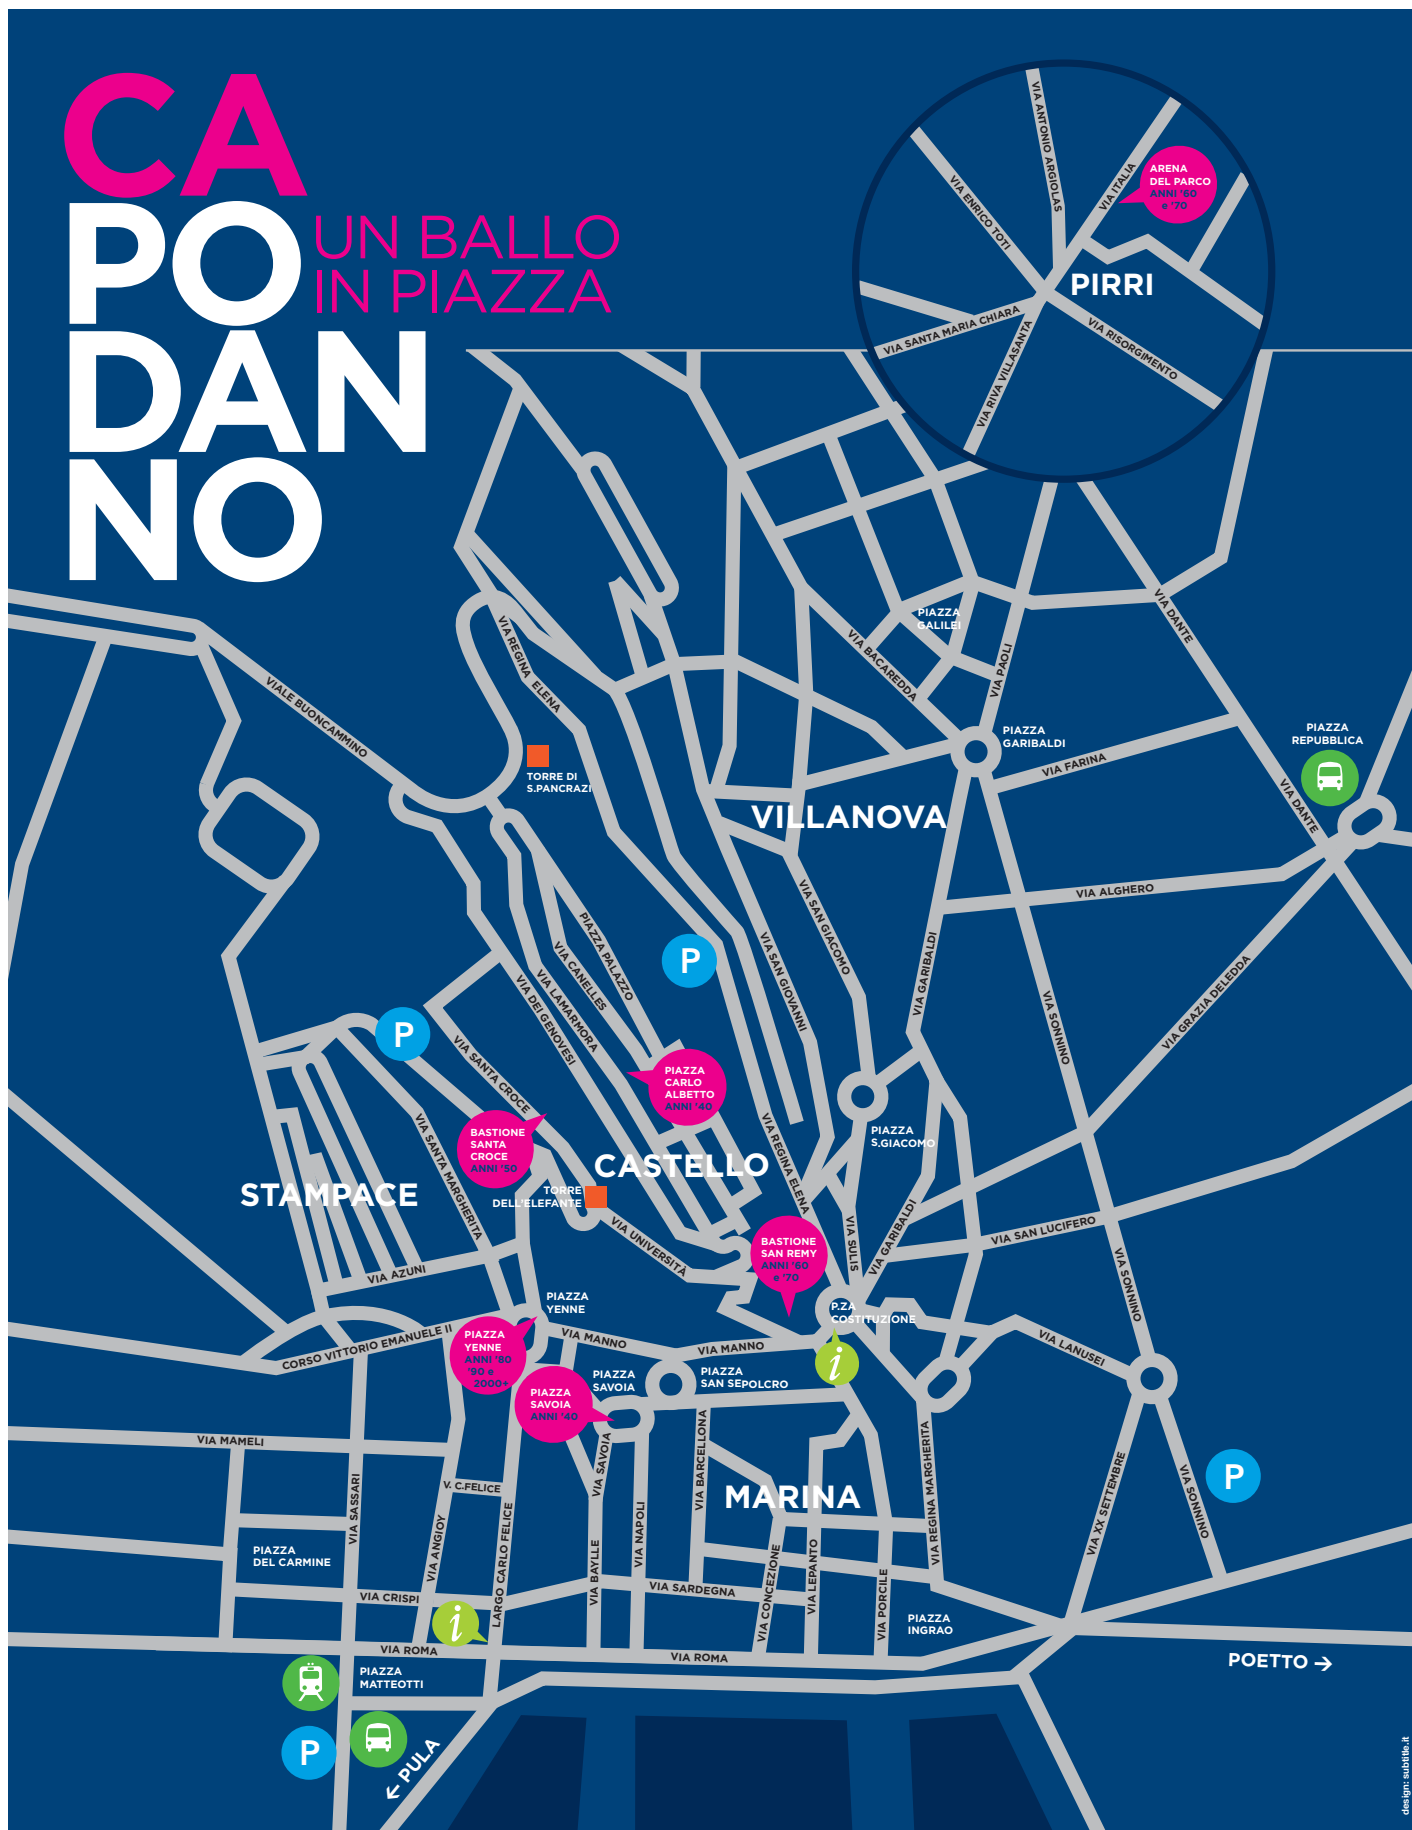 CA
PO
DAN
NO
UN BALLO
IN PIAZZA
VIA ANTONIO ARGIOLAS
VIA ENRICO TOTI
VIA ITALIA
ARENA
DEL PARCO
ANNI '60
e '70
PIRRI
VIA SANTA MARIA CHIARA
VIA RISORGIMENTO
VIA RIVA VILLASANTA
VIA DANTE
PIAZZA
GALILEI
VIA BACAREDDA
VIA PAOLI
PIAZZA
GARIBALDI
VIA FARINA
PIAZZA
REPUBBLICA
VIA DANTE
VIA REGINA ELENA
VIALE BUONCAMMINO
TORRE DI
S.PANCRAZI
VILLANOVA
VIA ALGHERO
VIA SAN GIACOMO
VIA GARIBALDI
VIA SAN GIOVANNI
VIA SONNINO
VIA GRAZIA DELEDDA
PIAZZA PALAZZO
VIA CANELLES
VIA LAMARMORA
VIA DEI GENOVESI
P
P
VIA SANTA CROCE
PIAZZA
CARLO
ALBETTO
ANNI '40
BASTIONE
SANTA
CROCE
ANNI '50
VIA SANTA MARGHERITA
CASTELLO
STAMPACE
TORRE
DELL'ELEFANTE
VIA UNIVERSITÀ
VIA REGINA ELENA
PIAZZA
S.GIACOMO
BASTIONE
SAN REMY
ANNI '60
e '70
VIA SULIS
VIA GARIBALDI
VIA SAN LUCIFERO
VIA SONNINO
VIA AZUNI
PIAZZA
YENNE
P.ZA
COSTITUZIONE
CORSO VITTORIO EMANUELE II
PIAZZA
YENNE
ANNI '80
'90 e
2000+
VIA MANNO
VIA MANNO
i
VIA LANUSEI
PIAZZA
SAVOIA
PIAZZA
SAN SEPOLCRO
PIAZZA
SAVOIA
ANNI '40
VIA MAMELI
VIA SASSARI
V. C.FELICE
VIA ANGIOY
LARGO CARLO FELICE
VIA SAVOIA
VIA BAYLLE
VIA NAPOLI
VIA BARCELLONA
MARINA
VIA REGINA MARGHERITA
VIA XX SETTEMBRE
VIA SONNINO
P
PIAZZA
DEL CARMINE
VIA CRISPI
VIA SARDEGNA
VIA CONCEZIONE
VIA LEPANTO
VIA PORCILE
PIAZZA
INGRAO
i
VIA ROMA
VIA ROMA
POETTO →
PIAZZA
MATTEOTTI
P
← PULA
design: subtitle.it